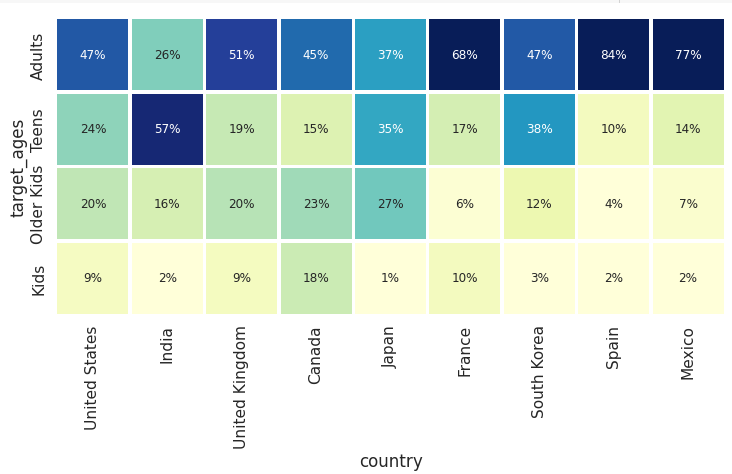 target_ages
Adults 47% 26% 51% 45% 37% 68% 47% 84% 77%
Teens 24% 57% 19% 15% 35% 17% 38% 10% 14%
Older Kids 20% 16% 20% 23% 27% 6% 12% 4% 7%
Kids 9% 2% 9% 18% 1% 10% 3% 2% 2%
United States India United Kingdom Canada Japan France South Korea Spain Mexico
country